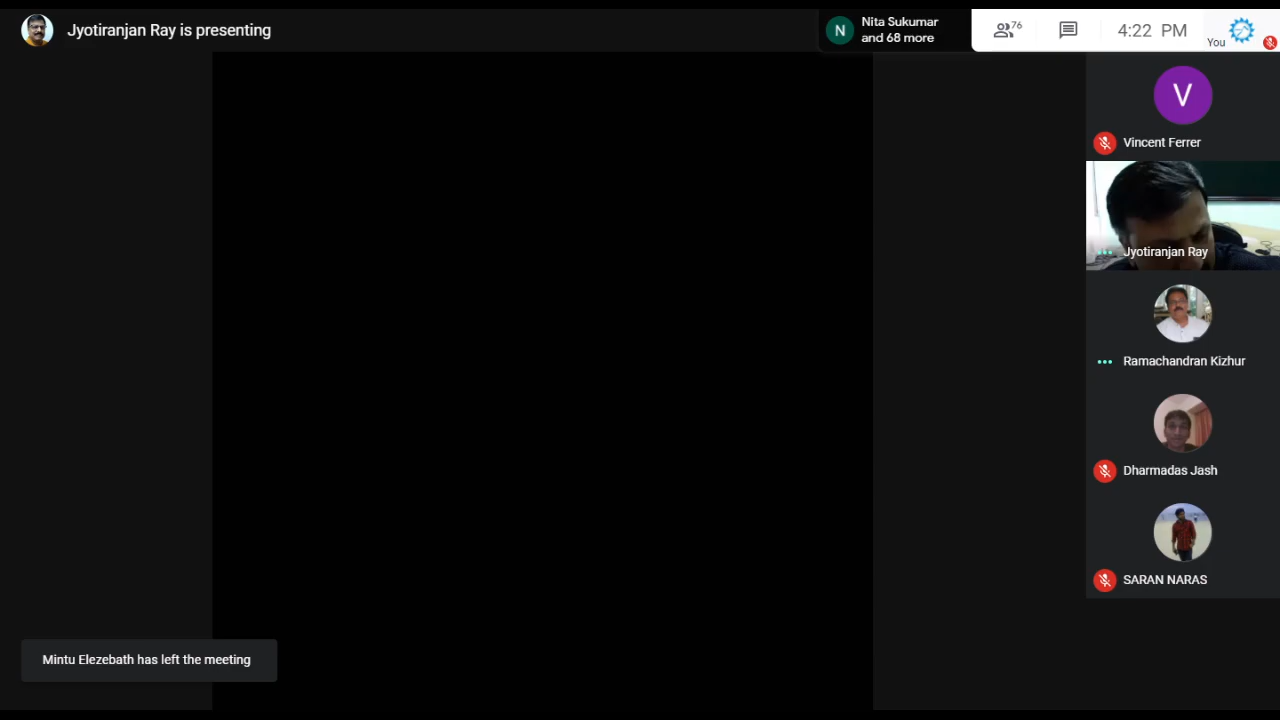 Jyotiranjan Ray is presenting
N
Nita Sukumar
and 68 more
76
4:22 PM
You
V
Vincent Ferrer
Jyotiranjan Ray
Ramachandran Kizhur
Dharmadas Jash
SARAN NARAS
Mintu Elezebath has left the meeting